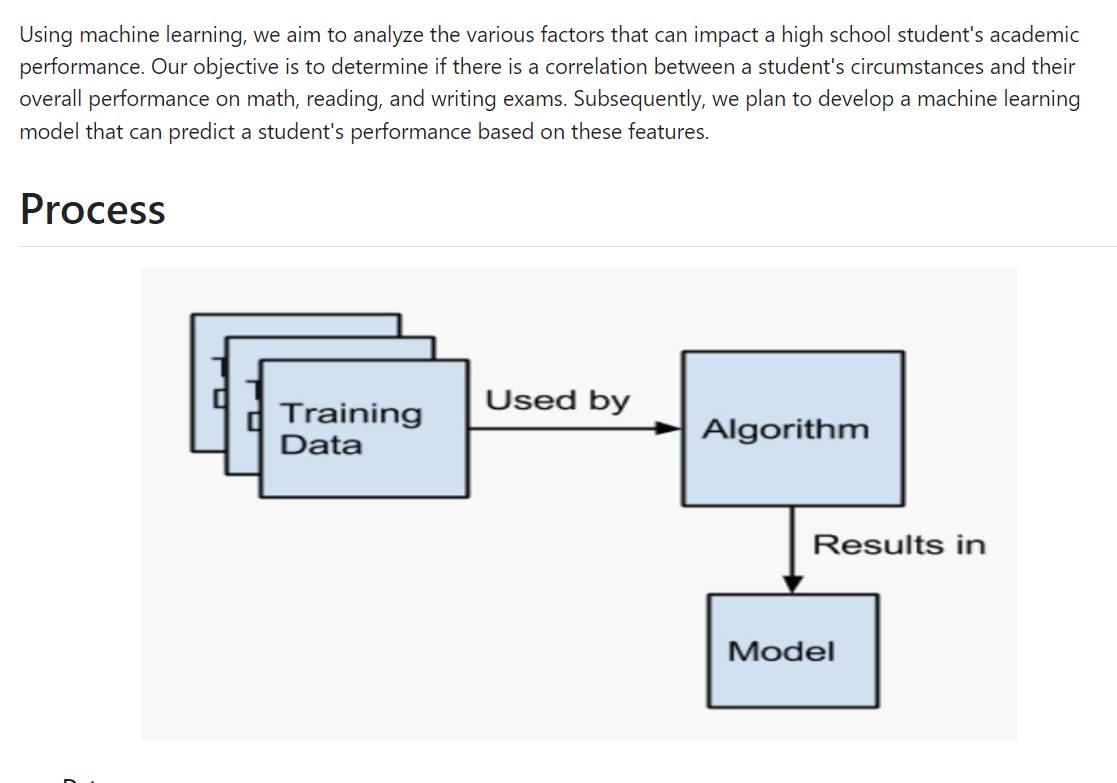 Using machine learning, we aim to analyze the various factors that can impact a high school student's academic
performance. Our objective is to determine if there is a correlation between a student's circumstances and their
overall performance on math, reading, and writing exams. Subsequently, we plan to develop a machine learning
model that can predict a student's performance based on these features.
Process
Training
Data
Used by
Algorithm
Results in
Model